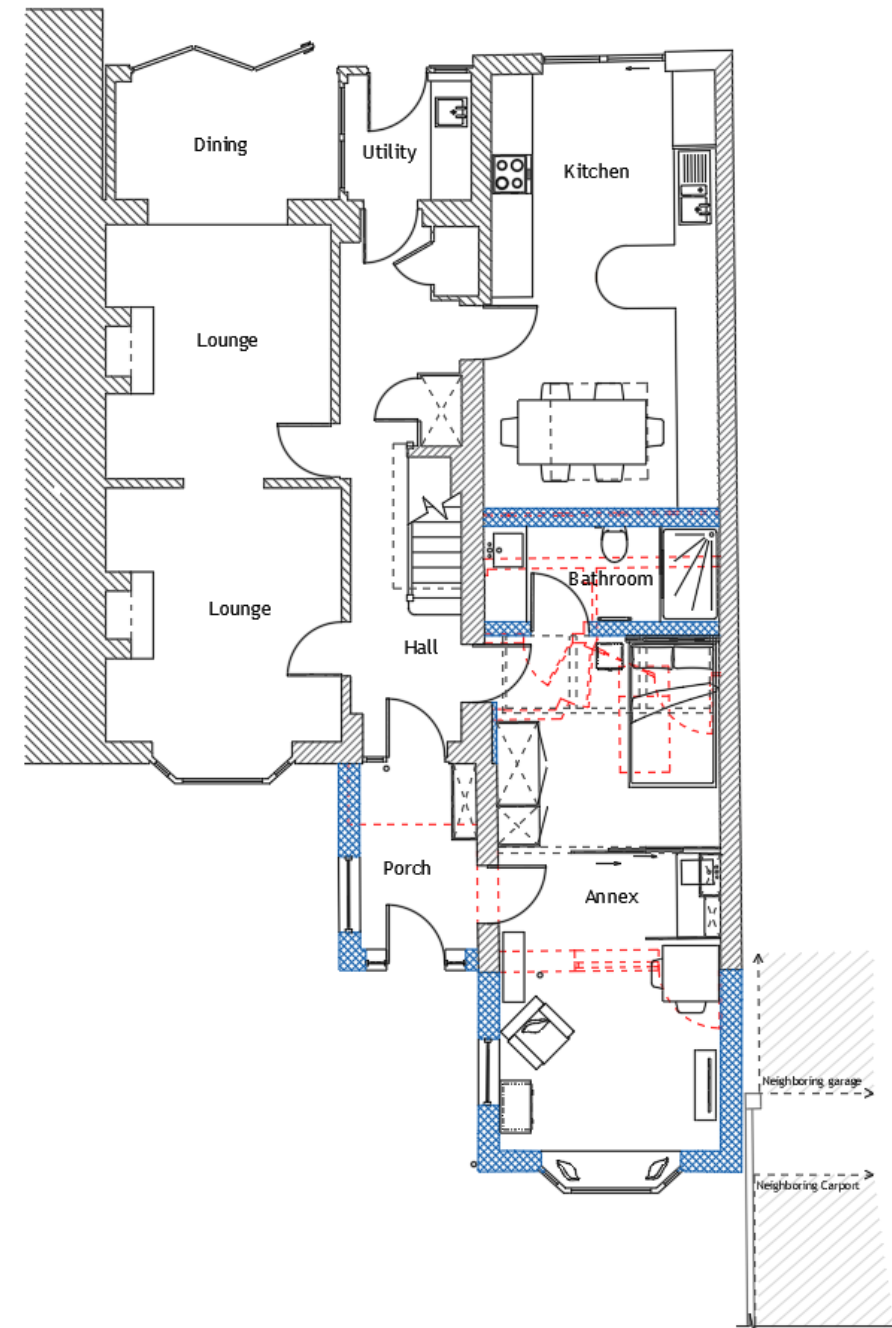 Dining
Utility
Kitchen
Lounge
Lounge
Bathroom
Hall
Porch
Annex
Neighboring garage
Neighboring Carport